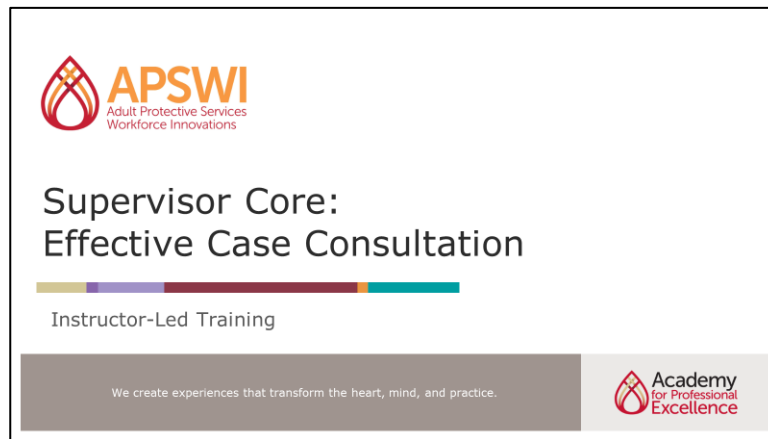 APSWI
Adult Protective Services
Workforce Innovations
Supervisor Core:
Effective Case Consultation
Instructor-Led Training
We create experiences that transform the heart, mind, and practice.
Academy
for Professional
Excellence